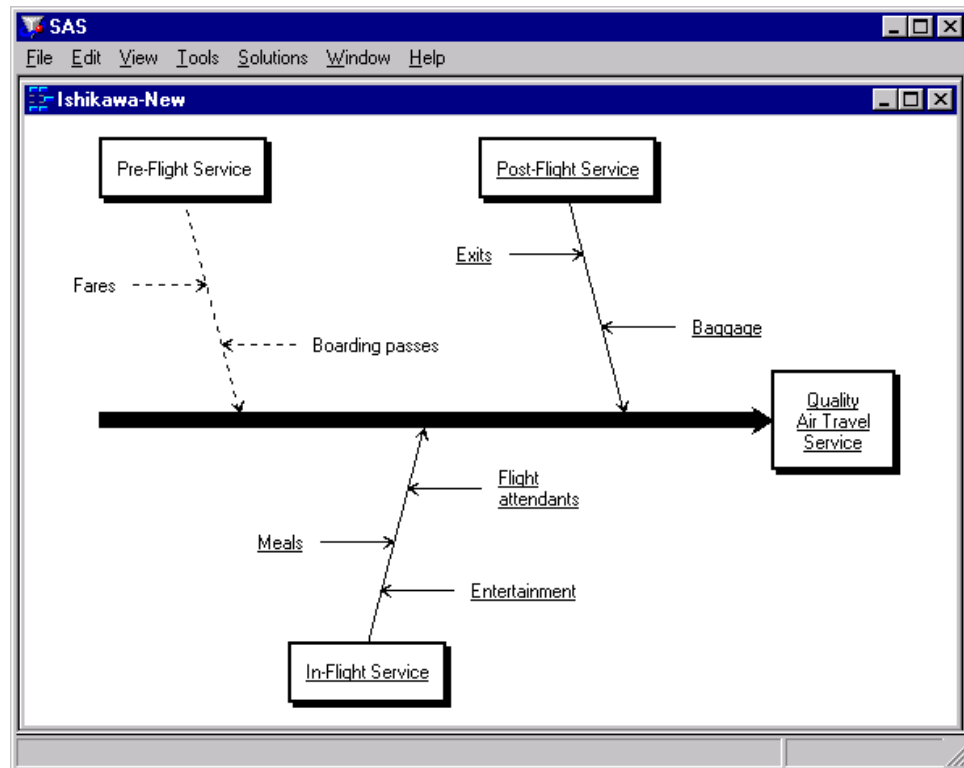 SAS
File Edit View Tools Solutions Window Help
Ishikawa-New
Pre-Flight Service
Post-Flight Service
Exits
Fares
Baggage
Boarding passes
Quality
Air Travel
Service
Flight
attendants
Meals
Entertainment
In-Flight Service